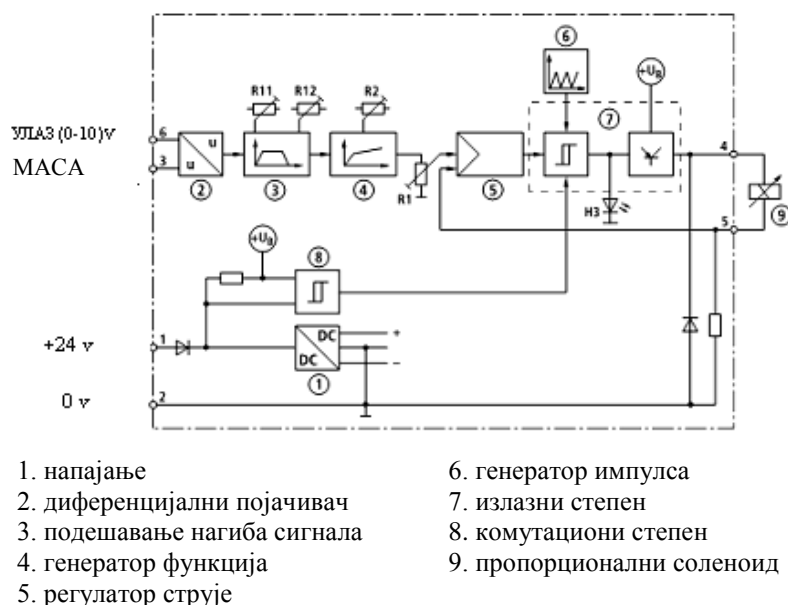 6
+U_R
R11
R12
R2
7
УЛАЗ (0-10)v
6
4
u
u
МАСА
3
2
3
4
R1
5
H3
5
9
+U_B
8
+24 v
1
DC
+
DC
−
1
0 v
2
1. напајање
2. диференцијални појачивач
3. подешавање нагиба сигнала
4. генератор функција
5. регулатор струје
6. генератор импулса
7. излазни степен
8. комутациони степен
9. пропорционални соленоид